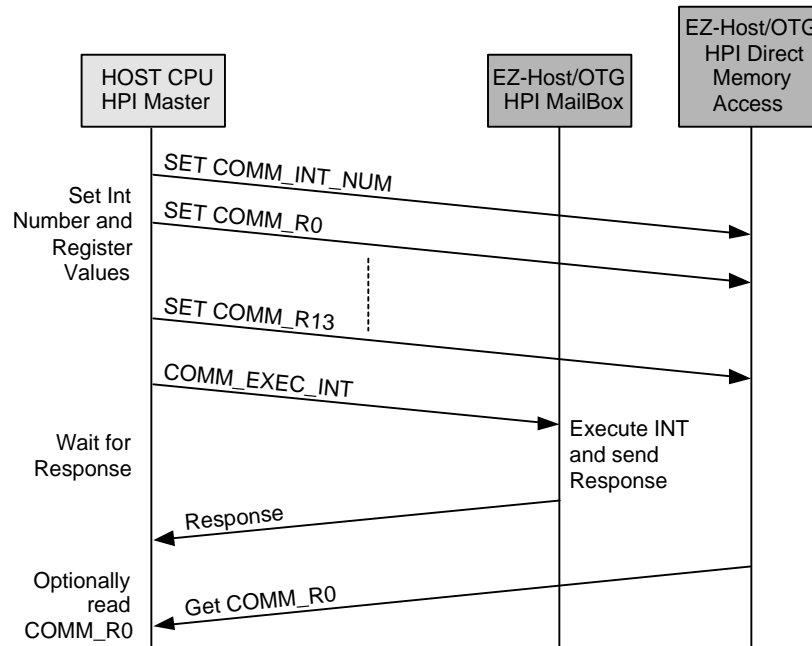 HOST CPU
HPI Master
EZ-Host/OTG
HPI MailBox
EZ-Host/OTG
HPI Direct
Memory
Access
SET COMM_INT_NUM
Set Int
Number and
Register
Values
SET COMM_R0
SET COMM_R13
COMM_EXEC_INT
Execute INT
and send
Response
Wait for
Response
Response
Optionally
read
COMM_R0
Get COMM_R0